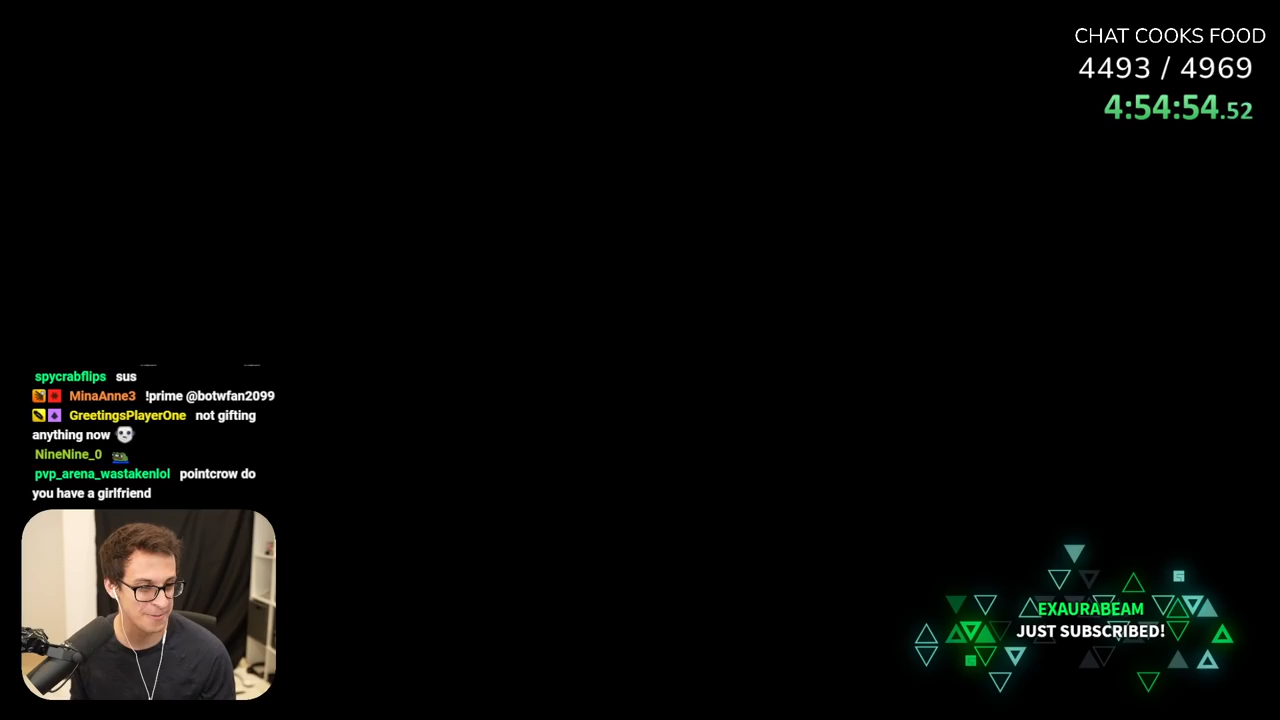 CHAT COOKS FOOD
4493 / 4969
4:54:54.52
spycrabflips sus
MinaAnne3 !prime @botwfan2099
GreetingsPlayerOne not gifting
anything now
NineNine_0
pvp_arena_wastakenlol pointcrow do
you have a girlfriend
EXAURABEAM
JUST SUBSCRIBED!